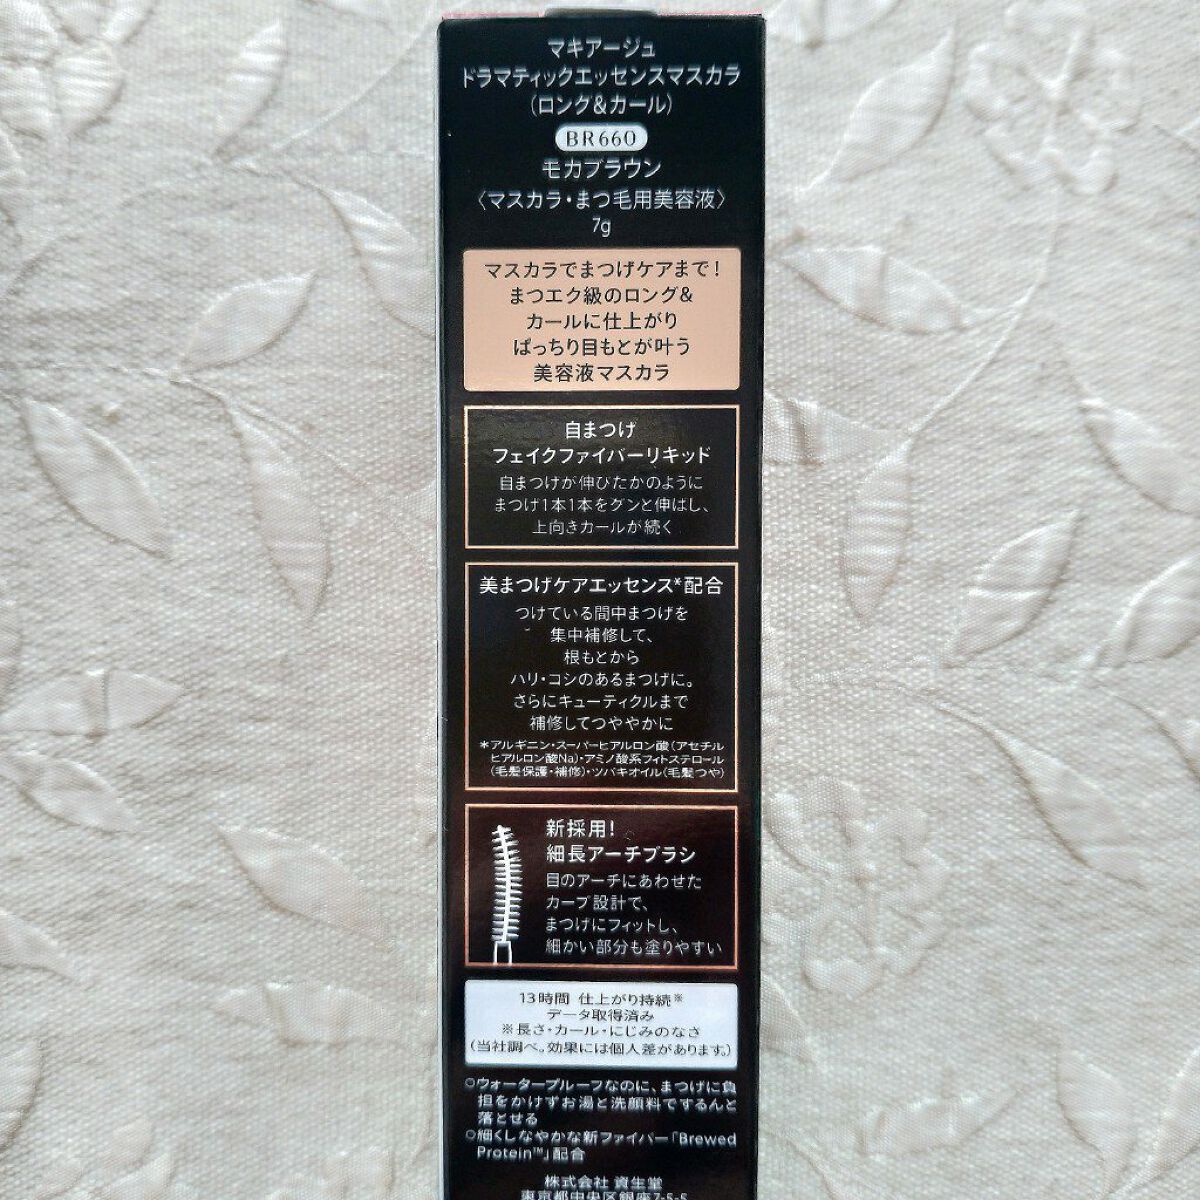 マキアージュ
ドラマティックエッセンスマスカラ
(ロング&カール)
BR660
モカブラウン
〈マスカラ・まつ毛用美容液〉
7g
マスカラでまつげケアまで!
まつエク級のロング&
カールに仕上がり
ぱっちり目もとが叶う
美容液マスカラ
自まつげ
フェイクファイバーリキッド
自まつげが伸びたかのように
まつげ1本1本をグンと伸ばし、
上向きカールが続く
美まつげケアエッセンス*配合
つけている間中まつげを
集中補修して、
根もとから
ハリ・コシのあるまつげに。
さらにキューティクルまで
補修してつややかに
*アルギニン・スーパーヒアルロン酸(アセチル
ヒアルロン酸Na)・アミノ酸系フィトステロール
(毛髪保護・補修)・ツバキオイル(毛髪つや)
新採用!
細長アーチブラシ
目のアーチにあわせた
カーブ設計で、
まつげにフィットし、
細かい部分も塗りやすい
13時間 仕上がり持続※
データ取得済み
※長さ・カール・にじみのなさ
(当社調べ。効果には個人差があります。)
○ウォータープルーフなのに、まつげに負
担をかけずお湯と洗顔料でするんと
落とせる
○細くしなやかな新ファイバー「Brewed
Protein™」配合
株式会社 資生堂
東京都中央区銀座7-5-5